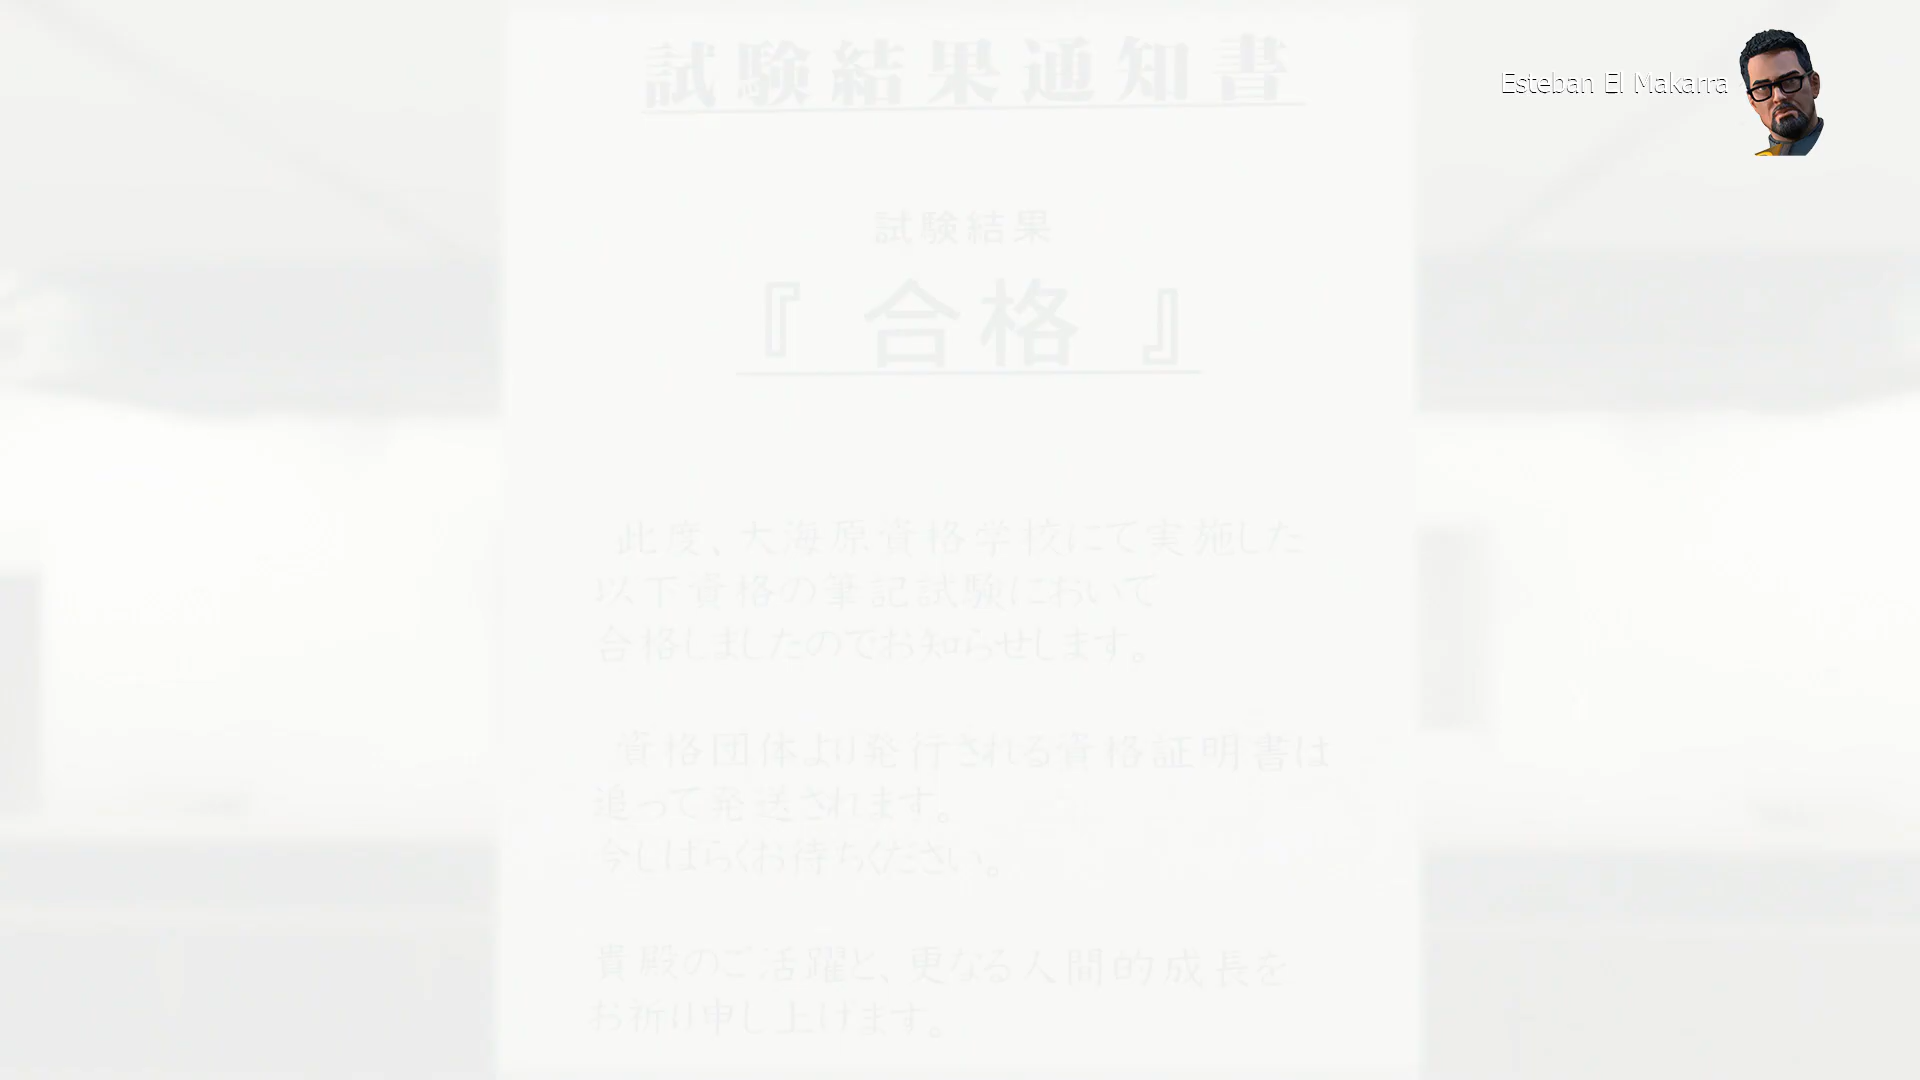 試験結果通知書
Esteban El Makarra
試験結果
『 合格 』
此度、大海原資格学校にて実施した
以下資格の筆記試験において
合格しましたのでお知らせします。
資格団体より発行される資格証明書は
追って発送されます。
今しばらくお待ちください。
貴殿のご活躍と、更なる人間的成長を
お祈り申し上げます。